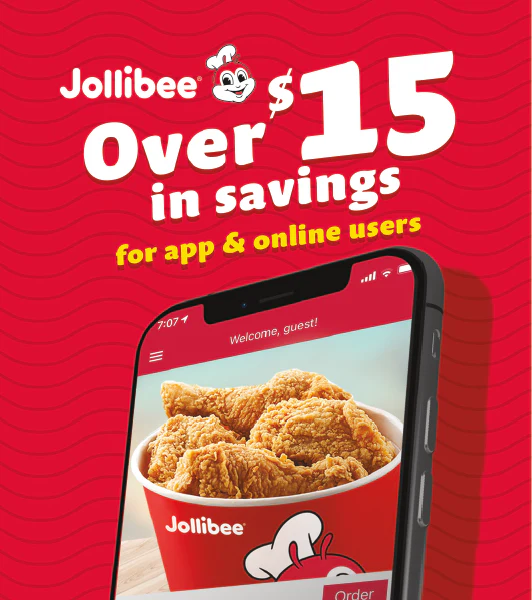 Jollibee®
Over $15
in savings
for app & online users
7:07
Welcome, guest!
Jollibee®
Order